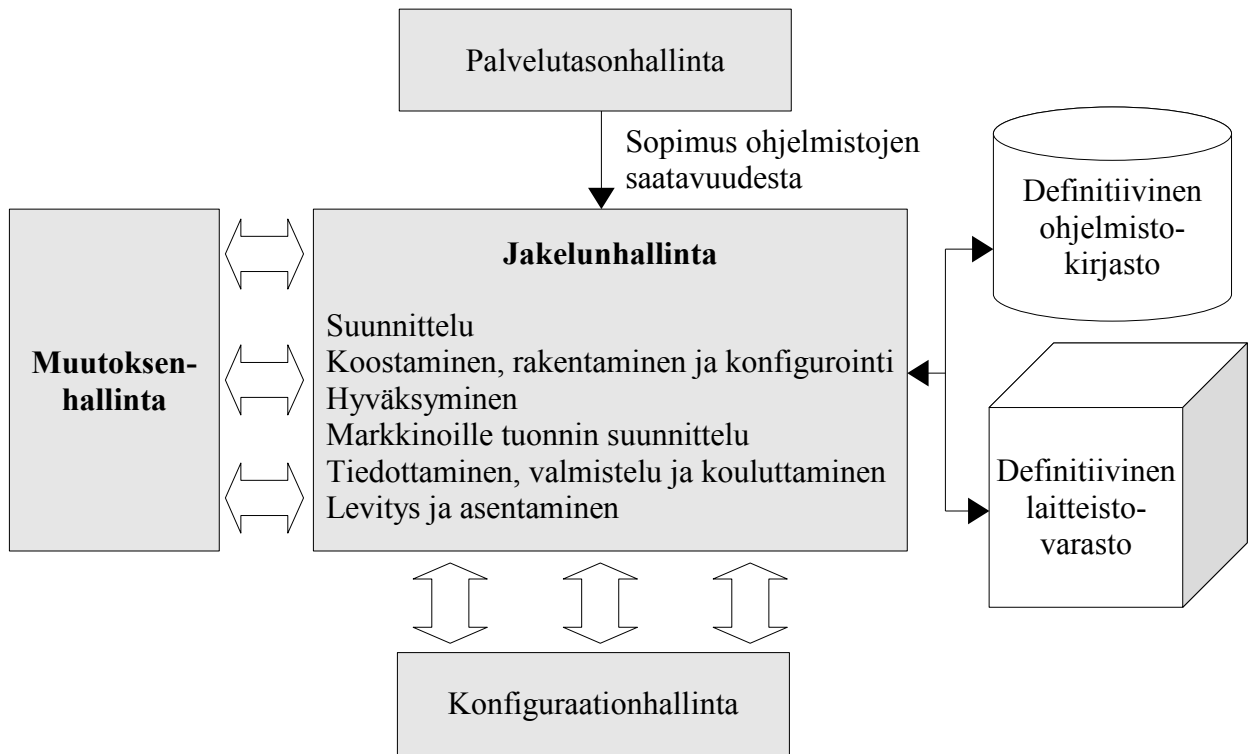 Palvelutasonhallinta
Sopimus ohjelmistojen
saatavuudesta
Definitiivinen
ohjelmisto-
kirjasto
Muutoksen-
hallinta
Jakelunhallinta
Suunnittelu
Koostaminen, rakentaminen ja konfigurointi
Hyväksyminen
Markkinoille tuonnin suunnittelu
Tiedottaminen, valmistelu ja kouluttaminen
Levitys ja asentaminen
Definitiivinen
laitteisto-
varasto
Konfiguraationhallinta